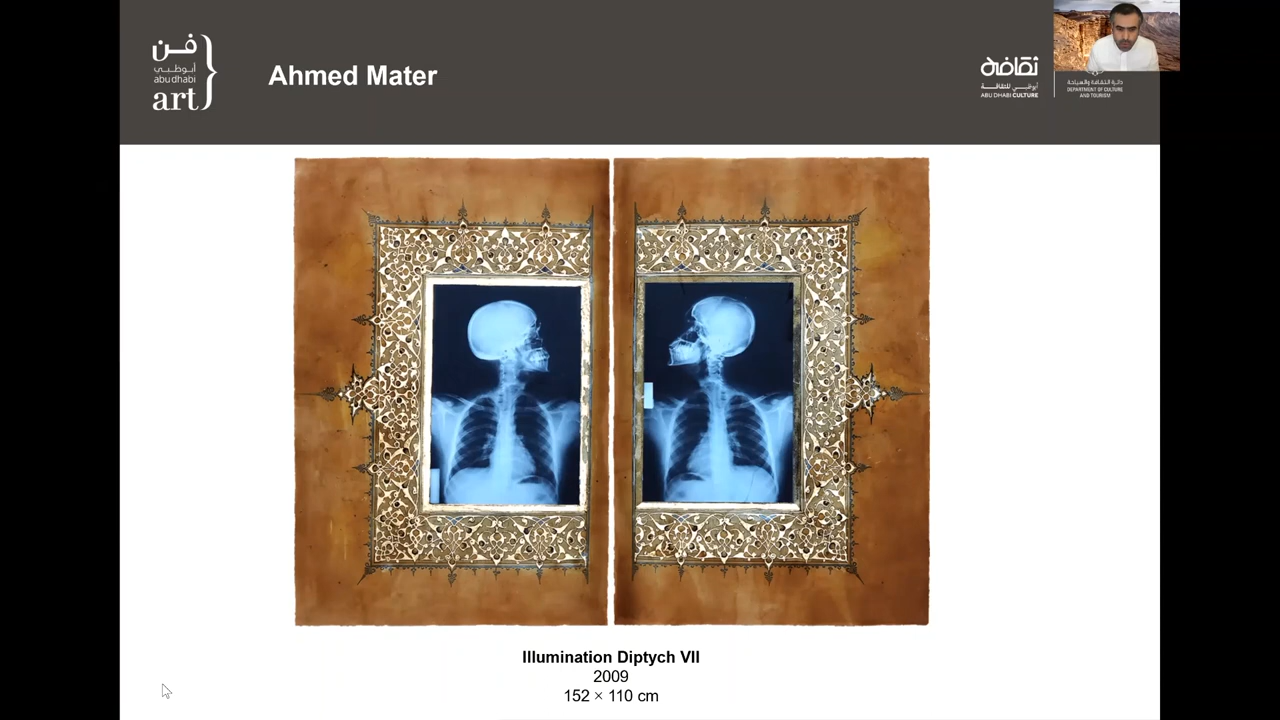 فن
أبوظبي
abu dhabi
art
Ahmed Mater
ثقافة
أبوظبي للثقافة
ABU DHABI CULTURE
دائرة الثقافة والسياحة
DEPARTMENT OF CULTURE
AND TOURISM
Illumination Diptych VII
2009
152 × 110 cm